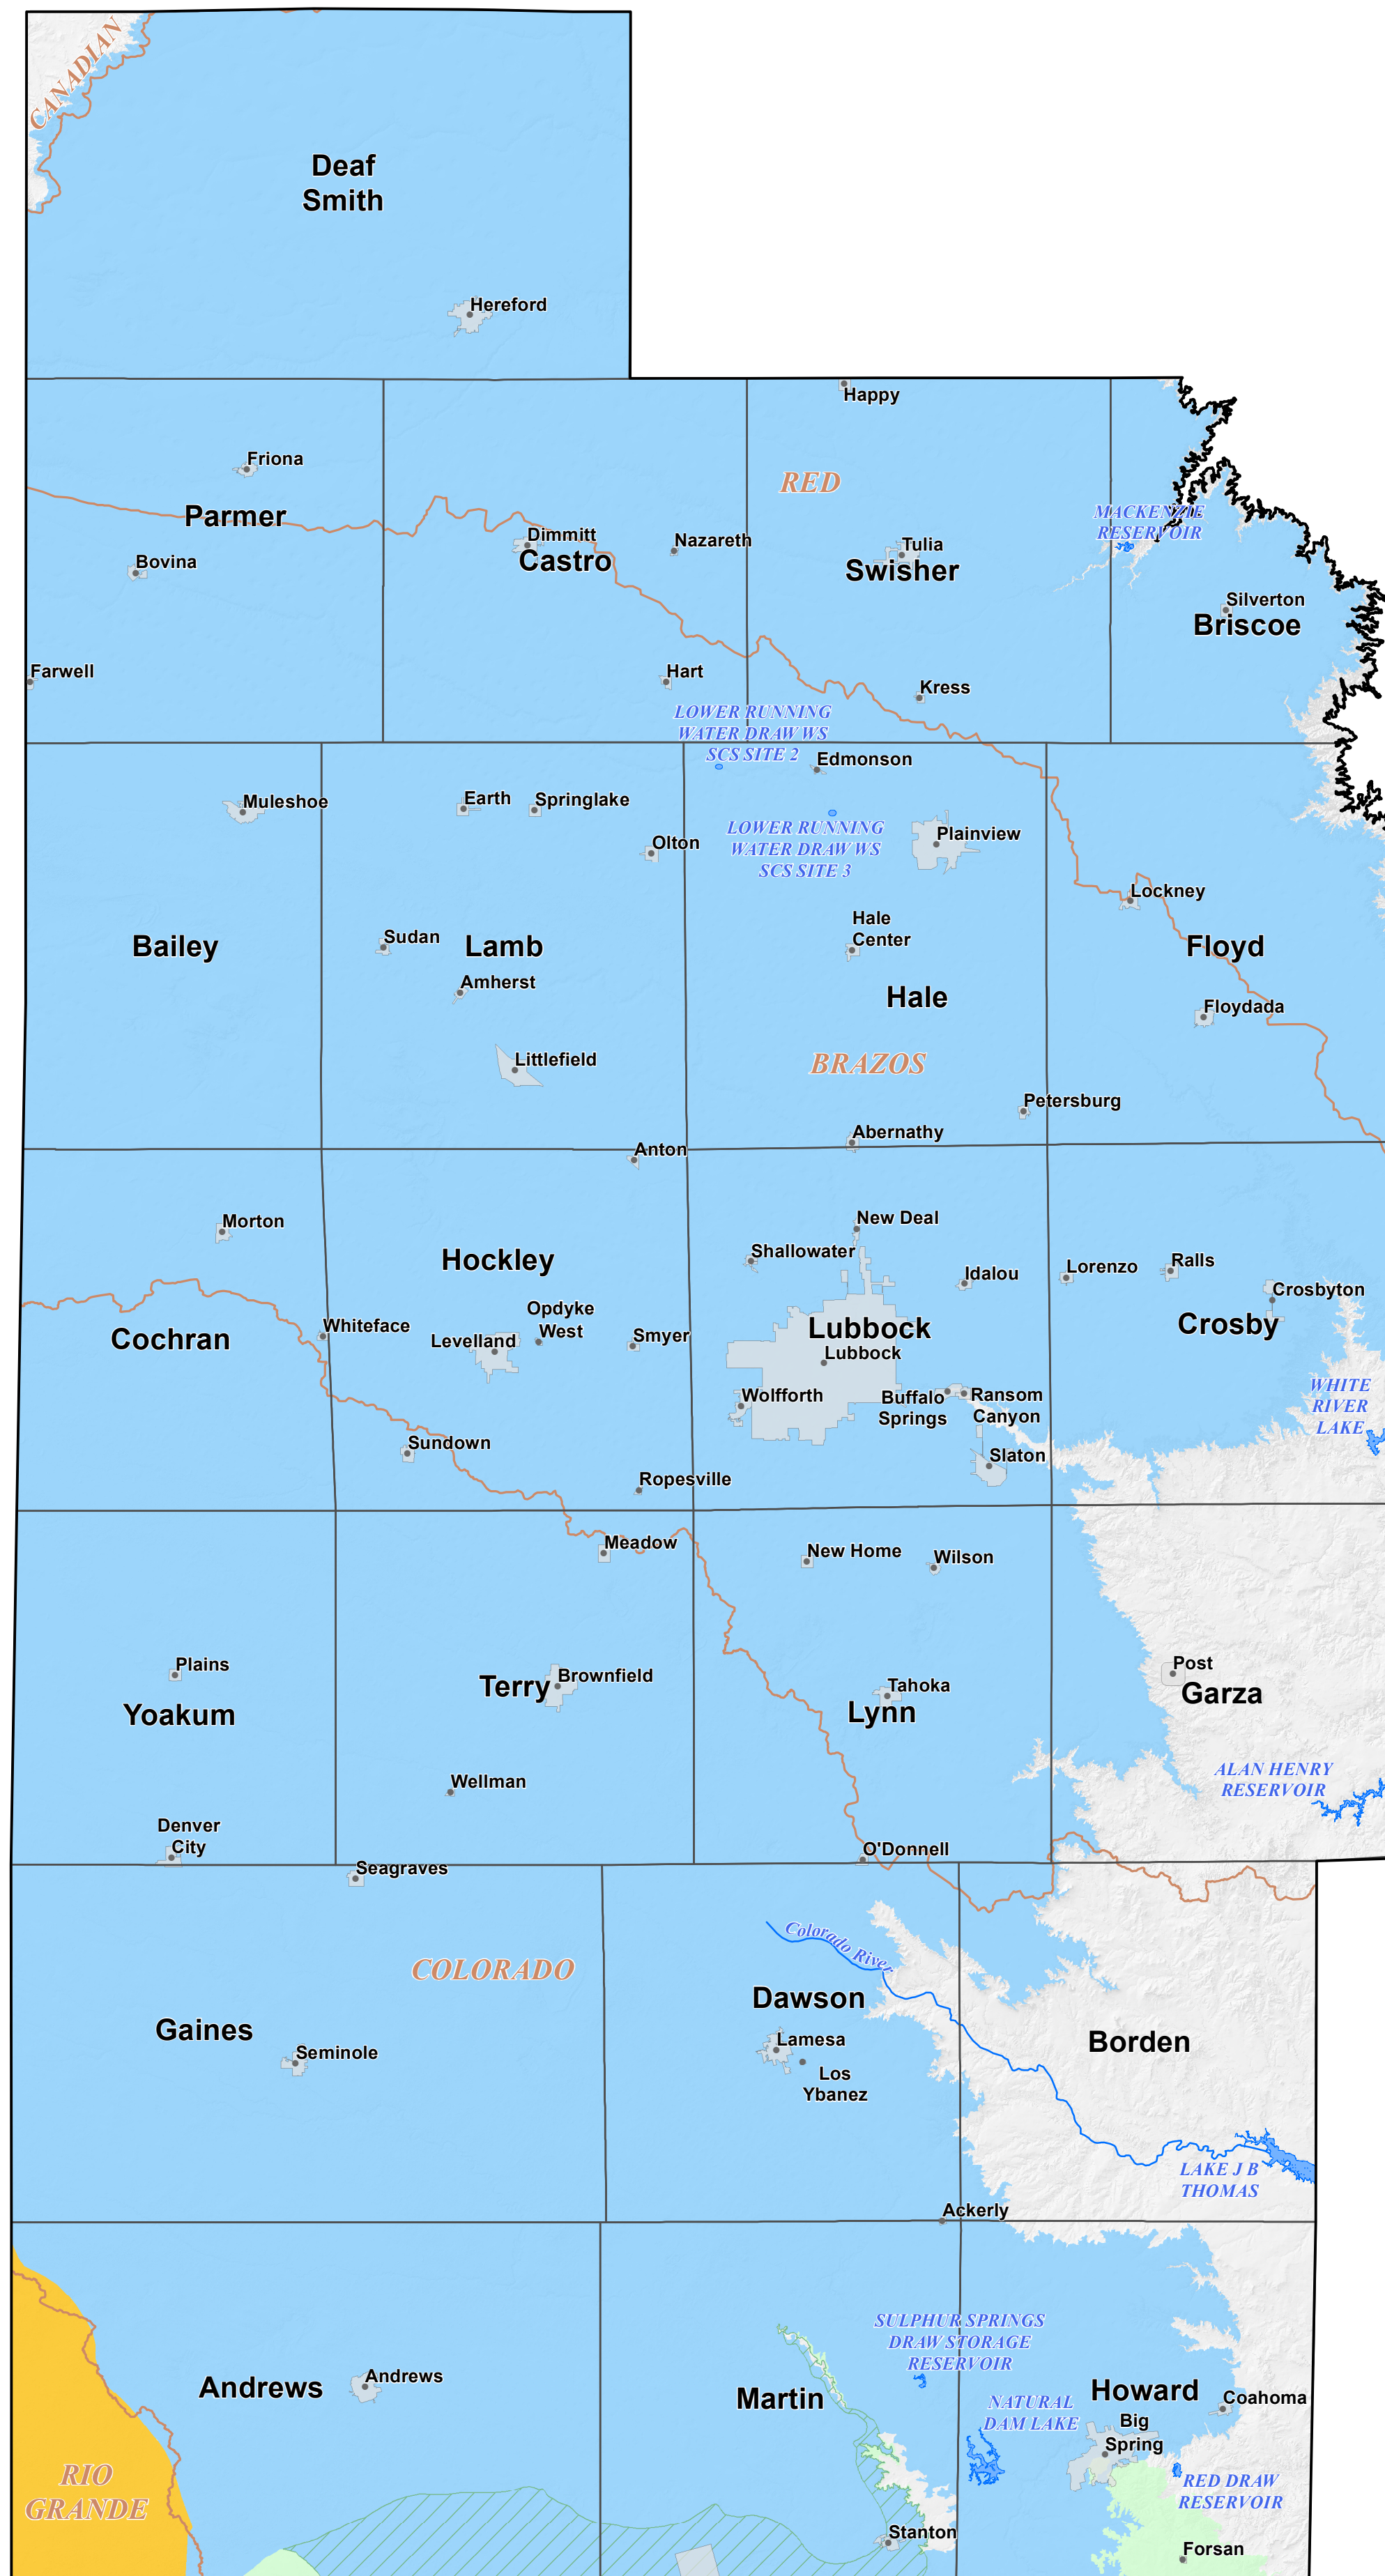 CANADIAN
Deaf
Smith
Hereford
Happy
Friona
RED
Parmer
MACKENZIE
RESERVOIR
Dimmitt
Nazareth
Tulia
Castro
Bovina
Swisher
Silverton
Briscoe
Farwell
Hart
Kress
LOWER RUNNING
WATER DRAW WS
SCS SITE 2
Edmonson
Muleshoe
Earth
Springlake
LOWER RUNNING
WATER DRAW WS
SCS SITE 3
Plainview
Olton
Lockney
Hale
Center
Sudan
Bailey
Lamb
Floyd
Amherst
Hale
Floydada
Littlefield
BRAZOS
Petersburg
Abernathy
Anton
Morton
New Deal
Shallowater
Hockley
Idalou
Lorenzo
Ralls
Crosbyton
Opdyke
West
Whiteface
Levelland
Smyer
Cochran
Lubbock
Lubbock
Crosby
Wolfforth
Buffalo
Springs
Ransom
Canyon
WHITE
RIVER
LAKE
Sundown
Slaton
Ropesville
Meadow
New Home
Wilson
Plains
Brownfield
Post
Terry
Tahoka
Garza
Yoakum
Lynn
Wellman
ALAN HENRY
RESERVOIR
Denver
City
O'Donnell
Seagraves
Colorado River
COLORADO
Dawson
Gaines
Lamesa
Borden
Seminole
Los
Ybanez
LAKE J B
THOMAS
Ackerly
SULPHUR SPRINGS
DRAW STORAGE
RESERVOIR
Andrews
Andrews
Martin
Howard
NATURAL
DAM LAKE
Coahoma
Big
Spring
RIO
GRANDE
RED DRAW
RESERVOIR
Stanton
Forsan